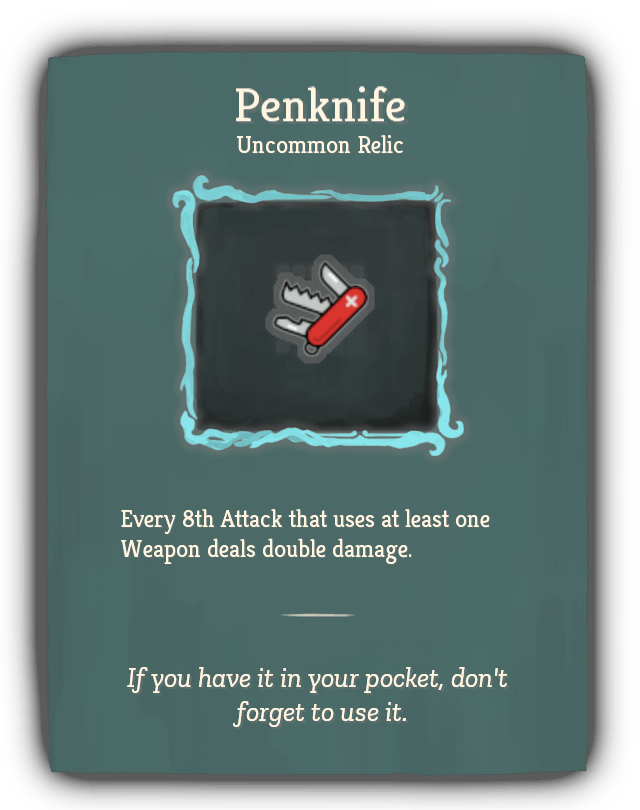 Penknife
Uncommon Relic
Every 8th Attack that uses at least one
Weapon deals double damage.
If you have it in your pocket, don't
forget to use it.